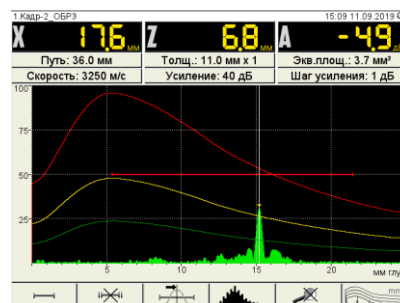 1.Кадр-2_ОБР3 15:09 11.09.2019
X 17.6 мм Z 6.8 мм A -4.9 дБ
Путь: 36.0 мм Толщ.: 11.0 мм x 1 Экв.площ.: 3.7 мм²
Скорость: 3250 м/с Усиление: 40 дБ Шаг усиления: 1 дБ
100
75
50
25
5 10 15 20 мм глу